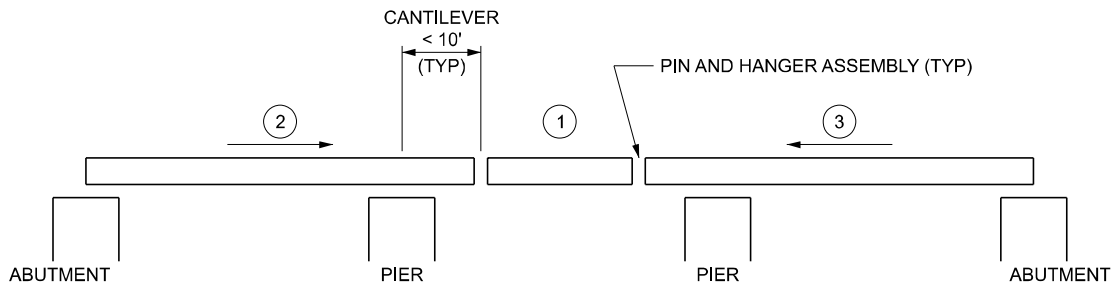 CANTILEVER
< 10'
(TYP)
PIN AND HANGER ASSEMBLY (TYP)
2
1
3
ABUTMENT
PIER
PIER
ABUTMENT